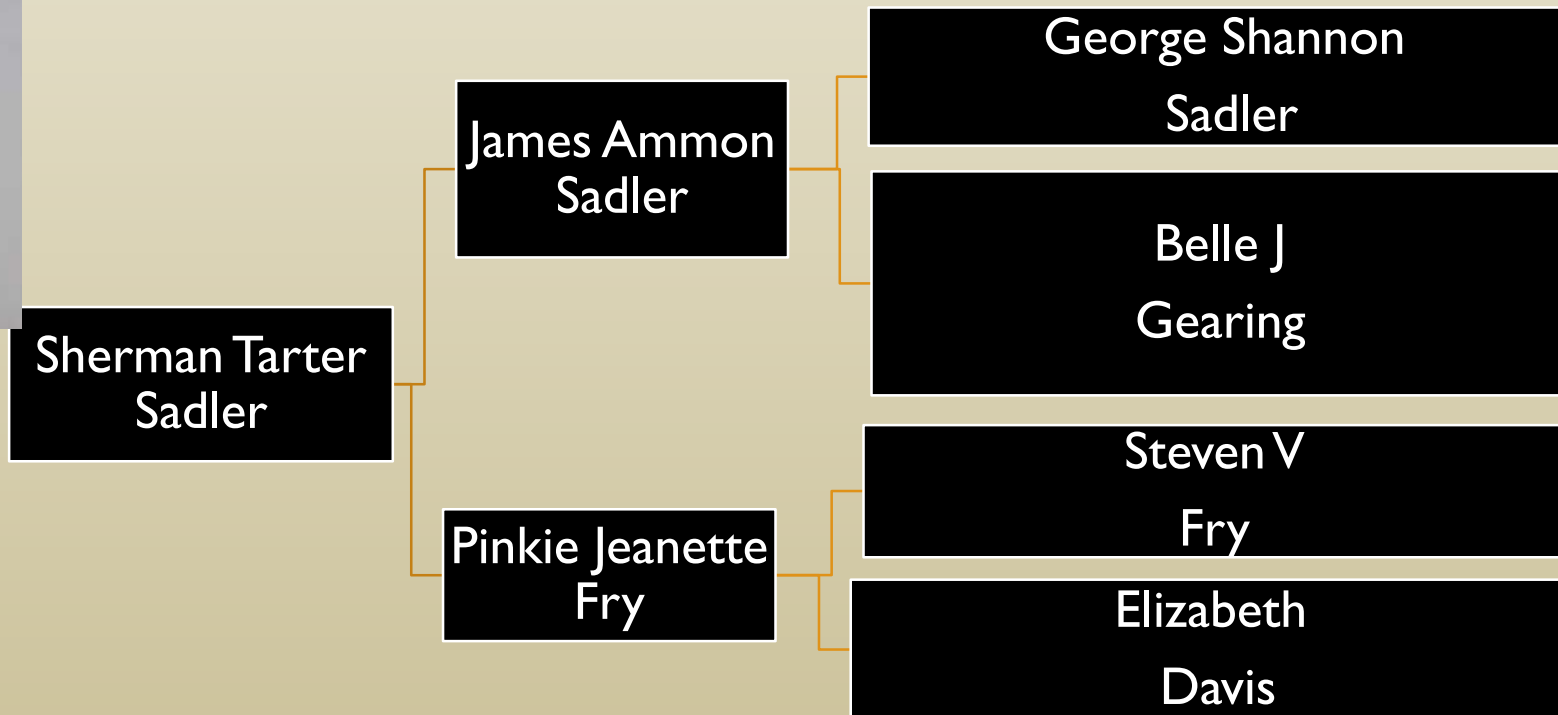 George Shannon
Sadler
James Ammon
Sadler
Belle J
Gearing
Sherman Tarter
Sadler
Steven V
Fry
Pinkie Jeanette
Fry
Elizabeth
Davis